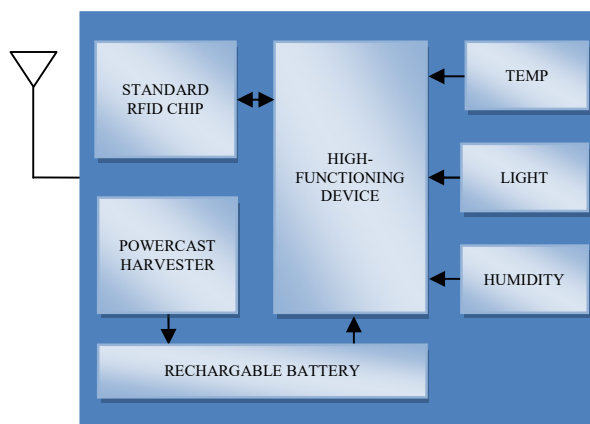 STANDARD
RFID CHIP
HIGH-
FUNCTIONING
DEVICE
TEMP
LIGHT
HUMIDITY
POWERCAST
HARVESTER
RECHARGABLE BATTERY